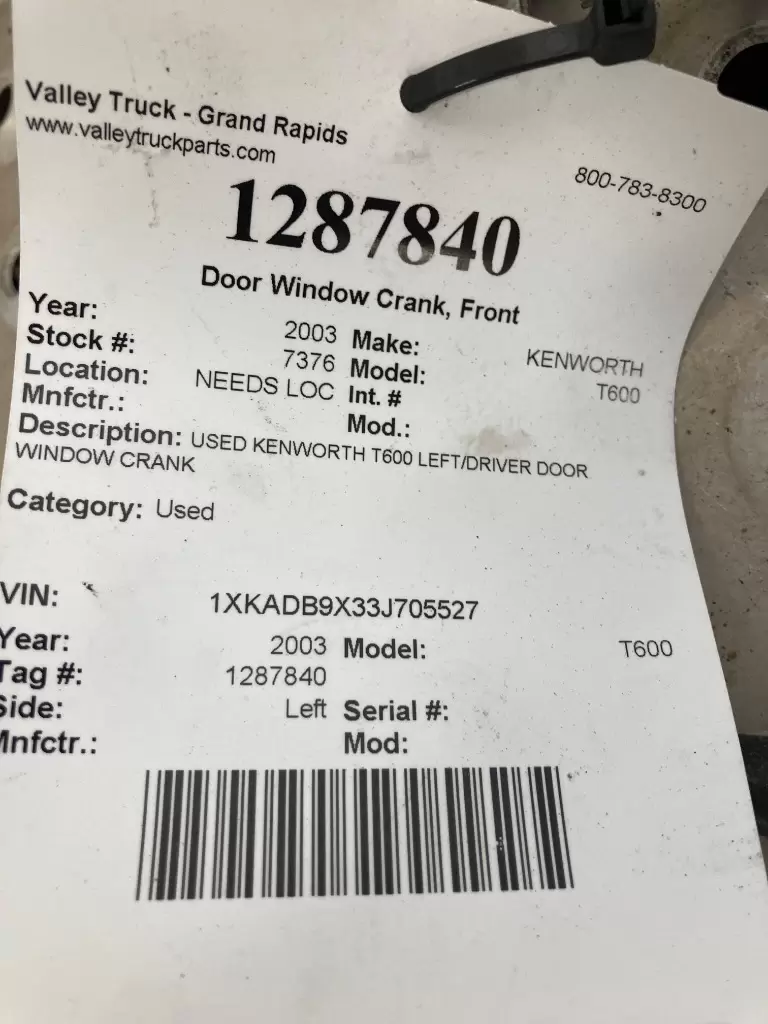 Valley Truck - Grand Rapids
www.valleytruckparts.com
800-783-8300
1287840
Door Window Crank, Front
Year: 2003 Make: KENWORTH
Stock #: 7376 Model: T600
Location: NEEDS LOC Int. #
Mnfctr.: Mod.:
Description: USED KENWORTH T600 LEFT/DRIVER DOOR
WINDOW CRANK
Category: Used
VIN: 1XKADB9X33J705527
Year: 2003 Model: T600
Tag #: 1287840
Side: Left Serial #:
Mnfctr.: Mod: